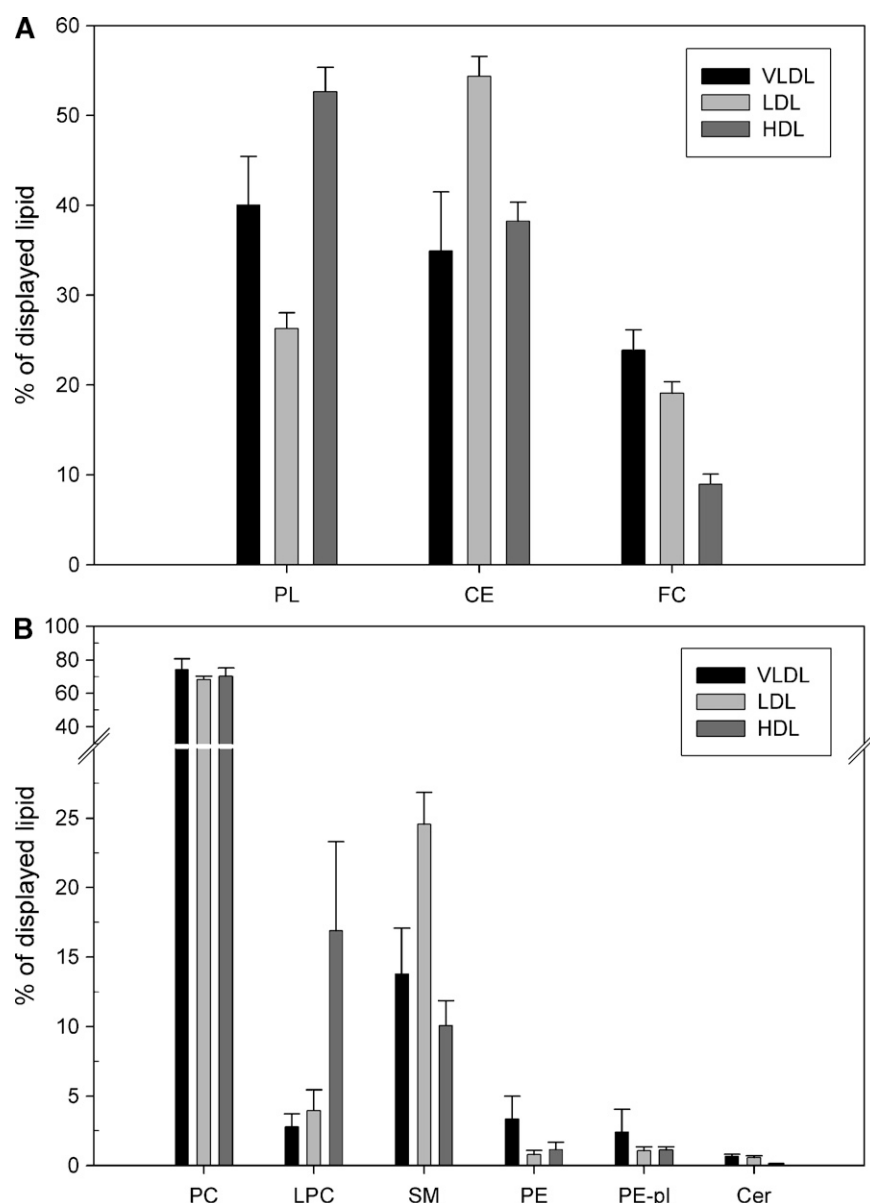 A
60
50
40
30
20
10
0
% of displayed lipid
VLDL
LDL
HDL
PL CE FC
B
100
80
60
40
25
20
15
10
5
0
% of displayed lipid
VLDL
LDL
HDL
PC LPC SM PE PE-pl Cer